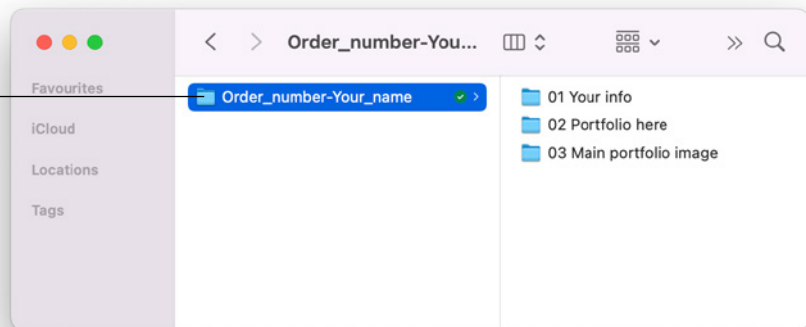 Order_number-You...
Favourites
iCloud
Locations
Tags
Order_number-Your_name
01 Your info
02 Portfolio here
03 Main portfolio image